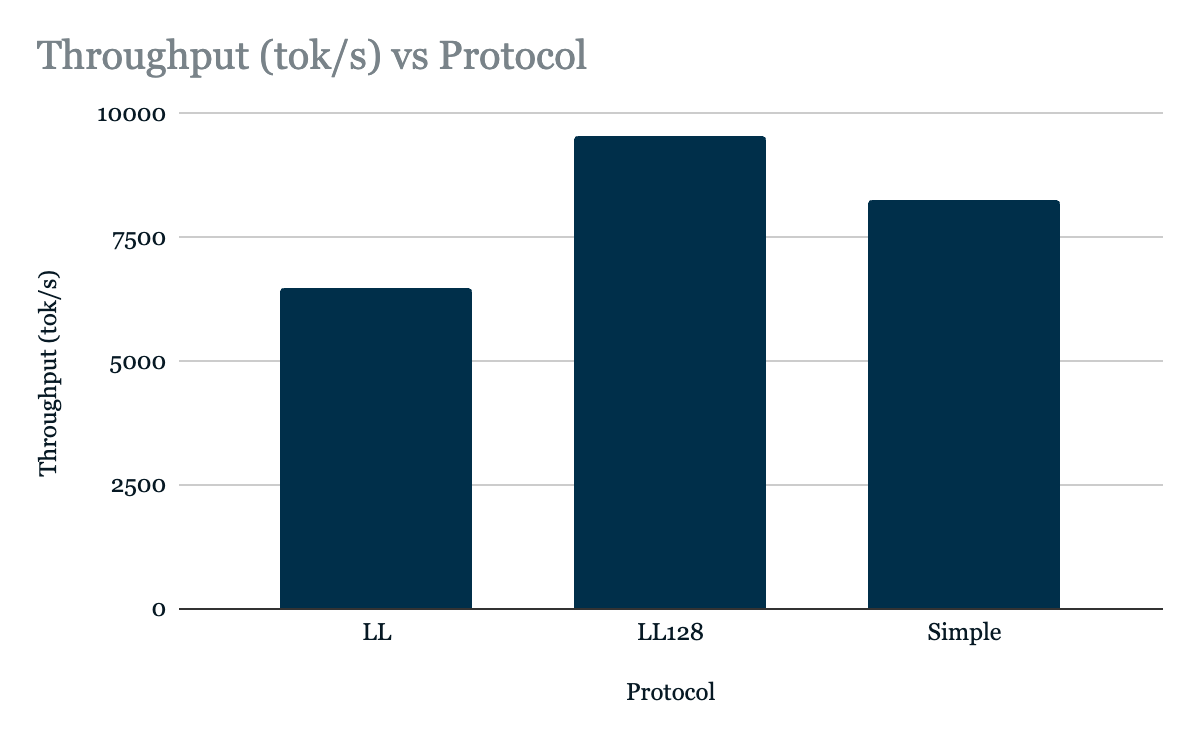 Throughput (tok/s) vs Protocol
10000
7500
5000
2500
0
Throughput (tok/s)
LL
LL128
Simple
Protocol